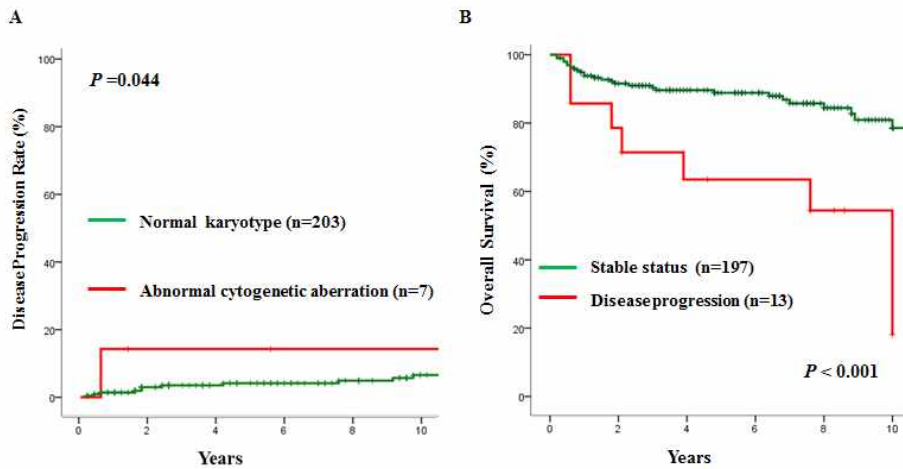 A
Disease Progression Rate (%)
100
80
60
40
20
0
P =0.044
Normal karyotype (n=203)
Abnormal cytogenetic aberration (n=7)
0 2 4 6 8 10
Years
B
Overall Survival (%)
100
80
60
40
20
0
Stable status (n=197)
Disease progression (n=13)
P < 0.001
0 2 4 6 8 10
Years